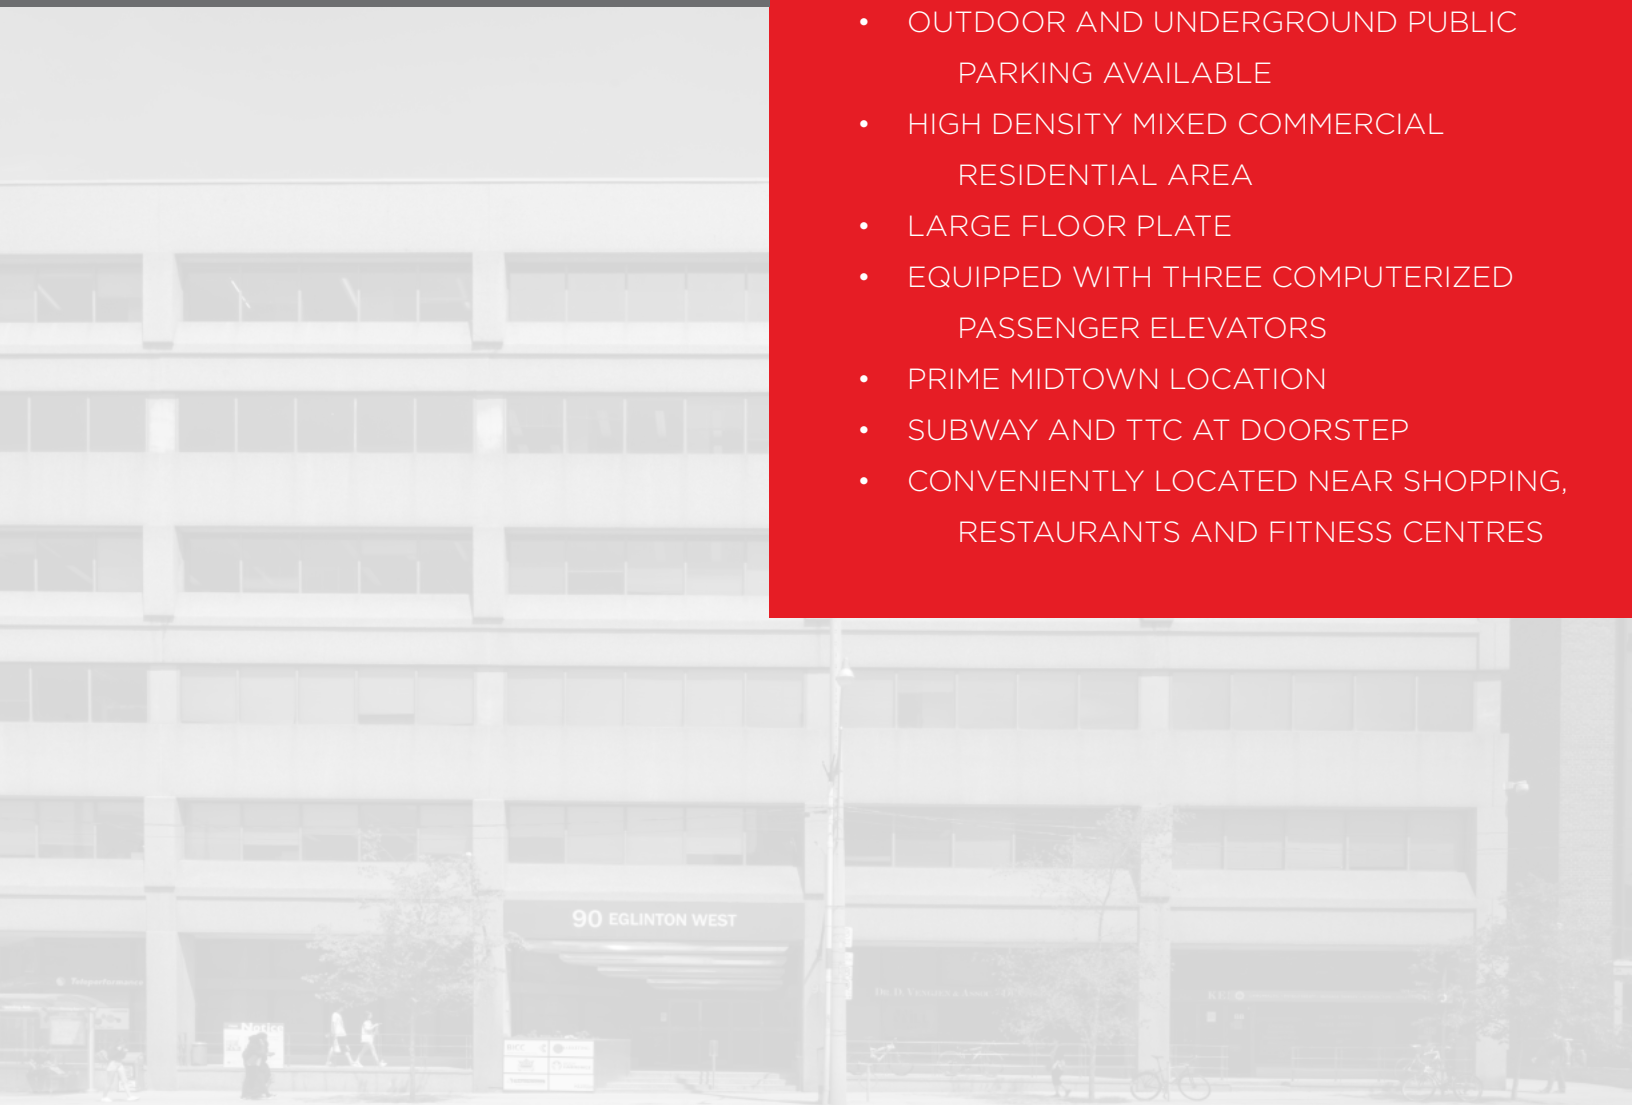 • OUTDOOR AND UNDERGROUND PUBLIC
PARKING AVAILABLE
• HIGH DENSITY MIXED COMMERCIAL
RESIDENTIAL AREA
• LARGE FLOOR PLATE
• EQUIPPED WITH THREE COMPUTERIZED
PASSENGER ELEVATORS
• PRIME MIDTOWN LOCATION
• SUBWAY AND TTC AT DOORSTEP
• CONVENIENTLY LOCATED NEAR SHOPPING,
RESTAURANTS AND FITNESS CENTRES
90 EGLINTON WEST
Teleperformance
Notice